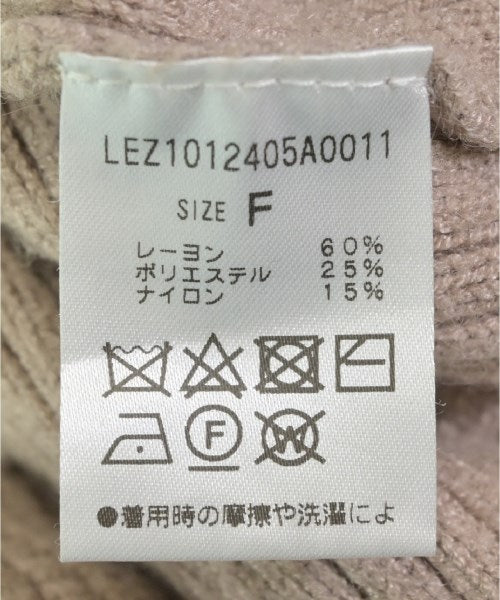 LEZ1012405A0011
SIZE F
レーヨン 60%
ポリエステル 25%
ナイロン 15%
F W
●着用時の摩擦や洗濯によ